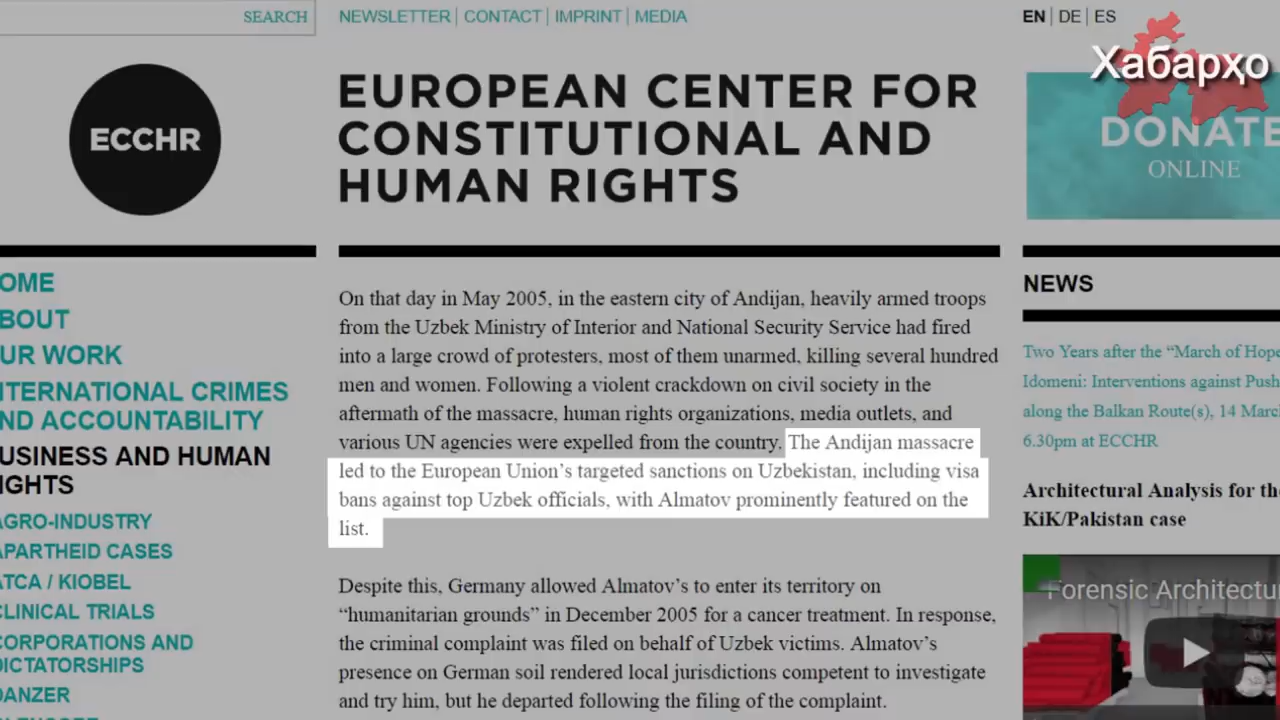 SEARCH
NEWSLETTER | CONTACT | IMPRINT | MEDIA
EN | DE | ES
Хабарҳо
ECCHR
EUROPEAN CENTER FOR
CONSTITUTIONAL AND
HUMAN RIGHTS
DONATE
ONLINE
OME
BOUT
UR WORK
NTERNATIONAL CRIMES
ND ACCOUNTABILITY
USINESS AND HUMAN
IGHTS
AGRO-INDUSTRY
APARTHEID CASES
ATCA / KIOBEL
CLINICAL TRIALS
CORPORATIONS AND
DICTATORSHIPS
DANZER
On that day in May 2005, in the eastern city of Andijan, heavily armed troops
from the Uzbek Ministry of Interior and National Security Service had fired
into a large crowd of protesters, most of them unarmed, killing several hundred
men and women. Following a violent crackdown on civil society in the
aftermath of the massacre, human rights organizations, media outlets, and
various UN agencies were expelled from the country. The Andijan massacre
led to the European Union’s targeted sanctions on Uzbekistan, including visa
bans against top Uzbek officials, with Almatov prominently featured on the
list.
Despite this, Germany allowed Almatov’s to enter its territory on
“humanitarian grounds” in December 2005 for a cancer treatment. In response,
the criminal complaint was filed on behalf of Uzbek victims. Almatov’s
presence on German soil rendered local jurisdictions competent to investigate
and try him, but he departed following the filing of the complaint.
NEWS
Two Years after the “March of Hope
Idomeni: Interventions against Push
along the Balkan Route(s), 14 March
6.30pm at ECCHR
Architectural Analysis for the
KiK/Pakistan case
Forensic Architectu